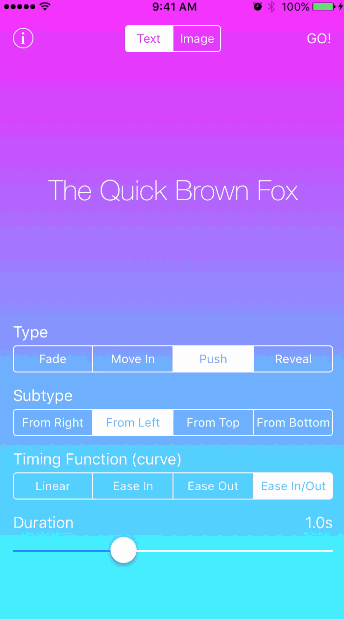 9:41 AM 100%
i Text Image GO!
The Quick Brown Fox
Type
Fade Move In Push Reveal
Subtype
From Right From Left From Top From Bottom
Timing Function (curve)
Linear Ease In Ease Out Ease In/Out
Duration 1.0s